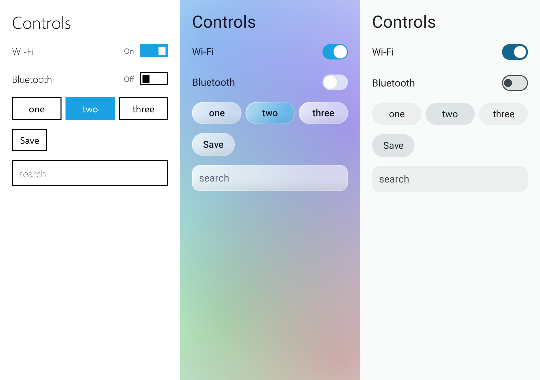 Controls
Wi-Fi On
Bluetooth Off
one two three
Save
search
Controls
Wi-Fi
Bluetooth
one two three
Save
search
Controls
Wi-Fi
Bluetooth
one two three
Save
search